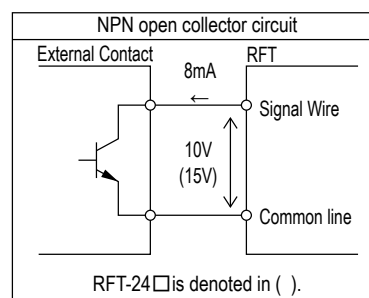 NPN open collector circuit
External Contact
RFT
8mA
←
Signal Wire
10V
(15V)
Common line
RFT-24□is denoted in ( ).